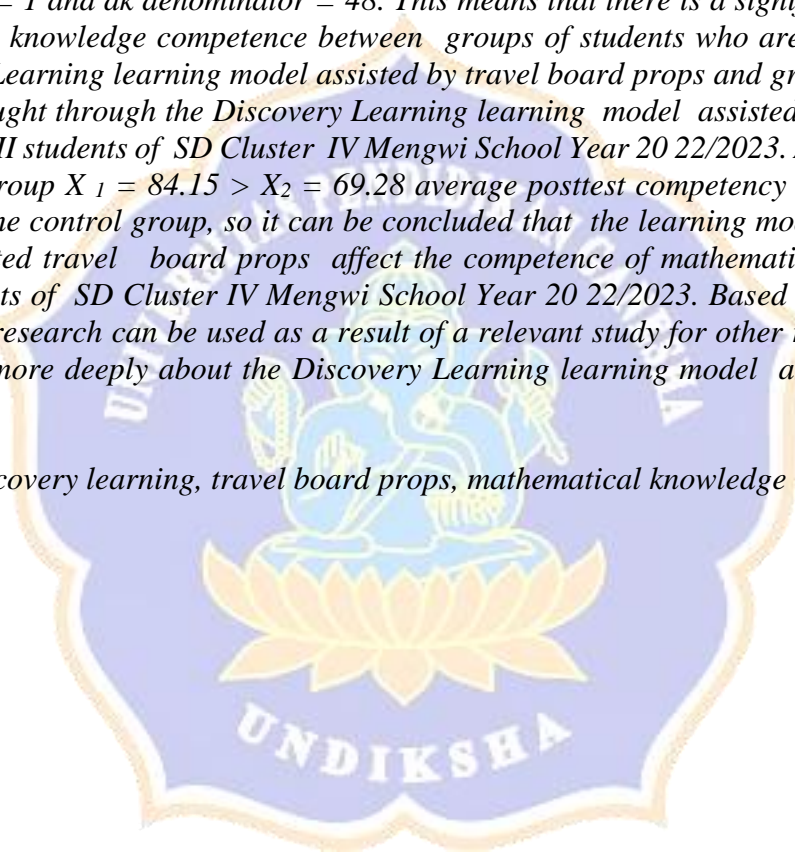 = 1 and dk denominator = 48. This means that there is a signi
knowledge competence between groups of students who are
Learning learning model assisted by travel board props and gr
ught through the Discovery Learning learning model assisted
II students of SD Cluster IV Mengwi School Year 20 22/2023.
roup X 1 = 84.15 > X2 = 69.28 average posttest competency
he control group, so it can be concluded that the learning mo
ted travel board props affect the competence of mathemati
ts of SD Cluster IV Mengwi School Year 20 22/2023. Based
research can be used as a result of a relevant study for other
more deeply about the Discovery Learning learning model a
covery learning, travel board props, mathematical knowledge
UNIVERSITAS PENDIDIKAN GANESHA
UNDIKSHA